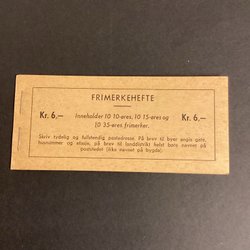 FRIMERKEHEFTE
Kr. 6,— Inneholder 10 10-øres, 10 15-øres og Kr. 6,—
10 35-øres frimerker.
Skriv tydelig og fullstendig postadresse. På brev til byer angis gate,
husnummer og etasje, på brev til landdistrikt helst bare navnet på
poststedet (ikke navnet på bygda).